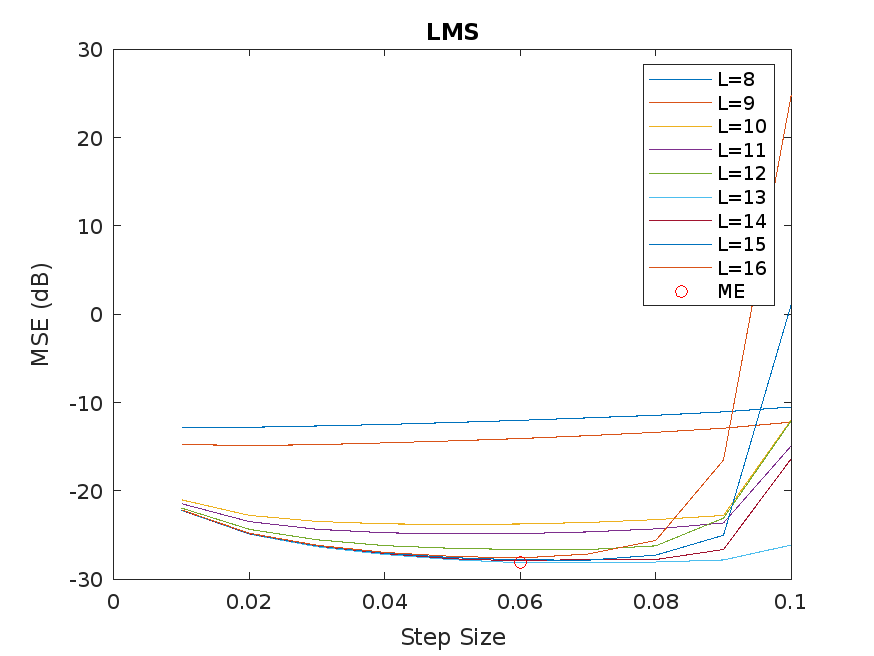 LMS
30
20
10
0
-10
-20
-30
MSE (dB)
L=8
L=9
L=10
L=11
L=12
L=13
L=14
L=15
L=16
ME
0
0.02
0.04
0.06
0.08
0.1
Step Size